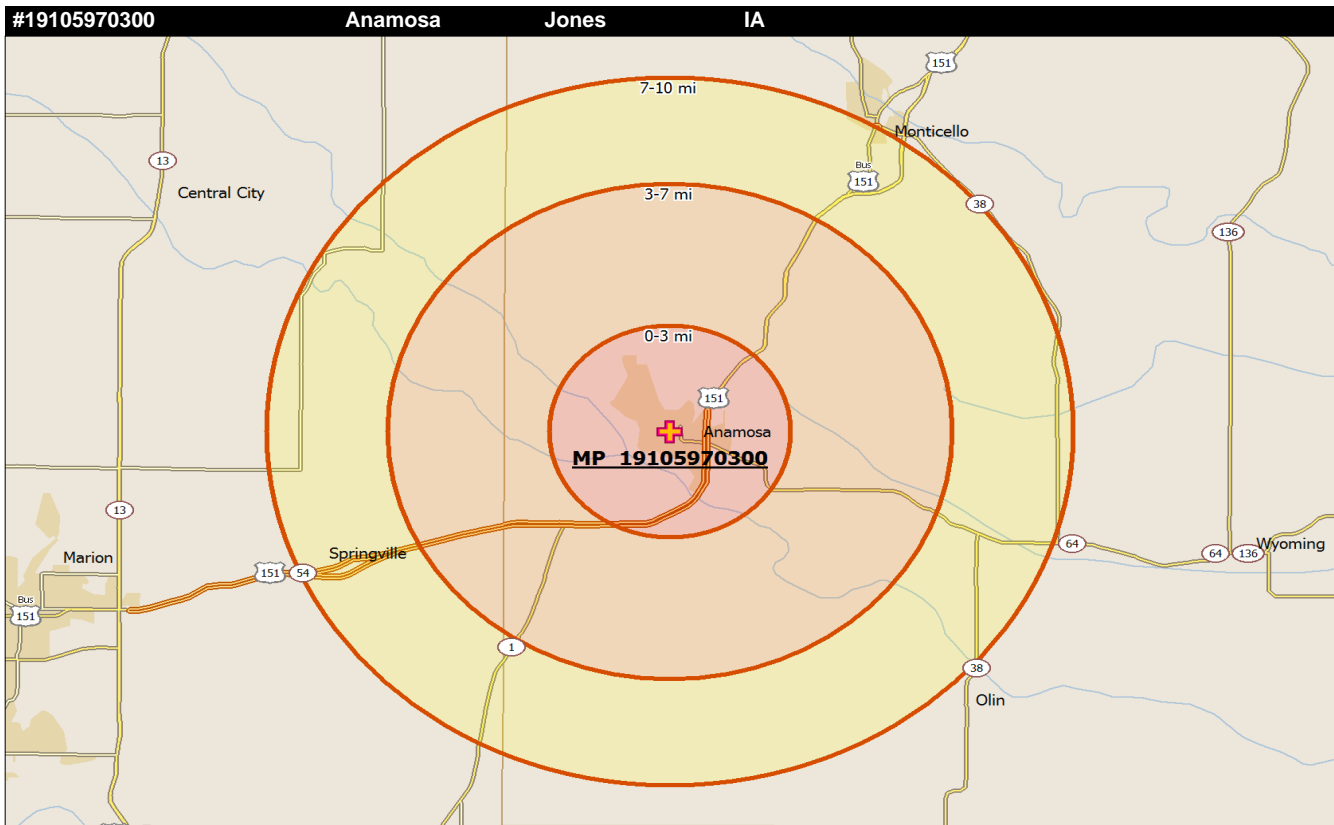 #19105970300 Anamosa Jones IA
151
7-10 mi
Monticello
13
Bus
151
Central City
3-7 mi
38
136
0-3 mi
151
Anamosa
MP 19105970300
13
Marion
Springville
64
64
136
Wyoming
151
54
Bus
151
1
38
Olin